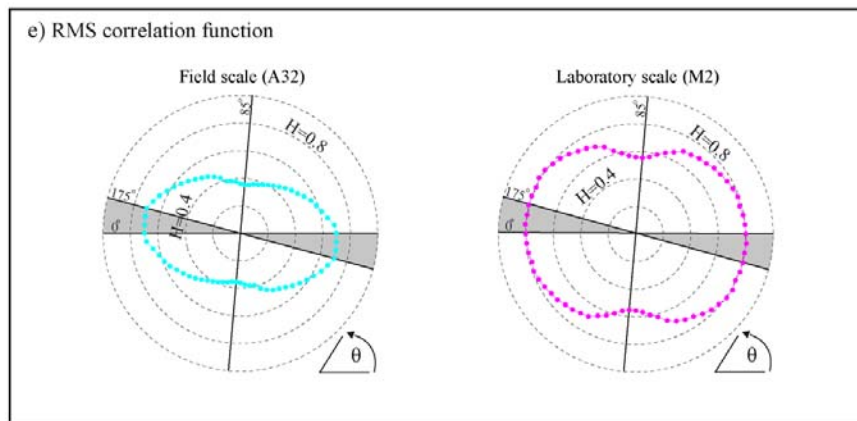 e) RMS correlation function
Field scale (A32)
Laboratory scale (M2)
85°
H=0.8
H=0.4
175°
0°
θ
85°
H=0.8
H=0.4
175°
0°
θ